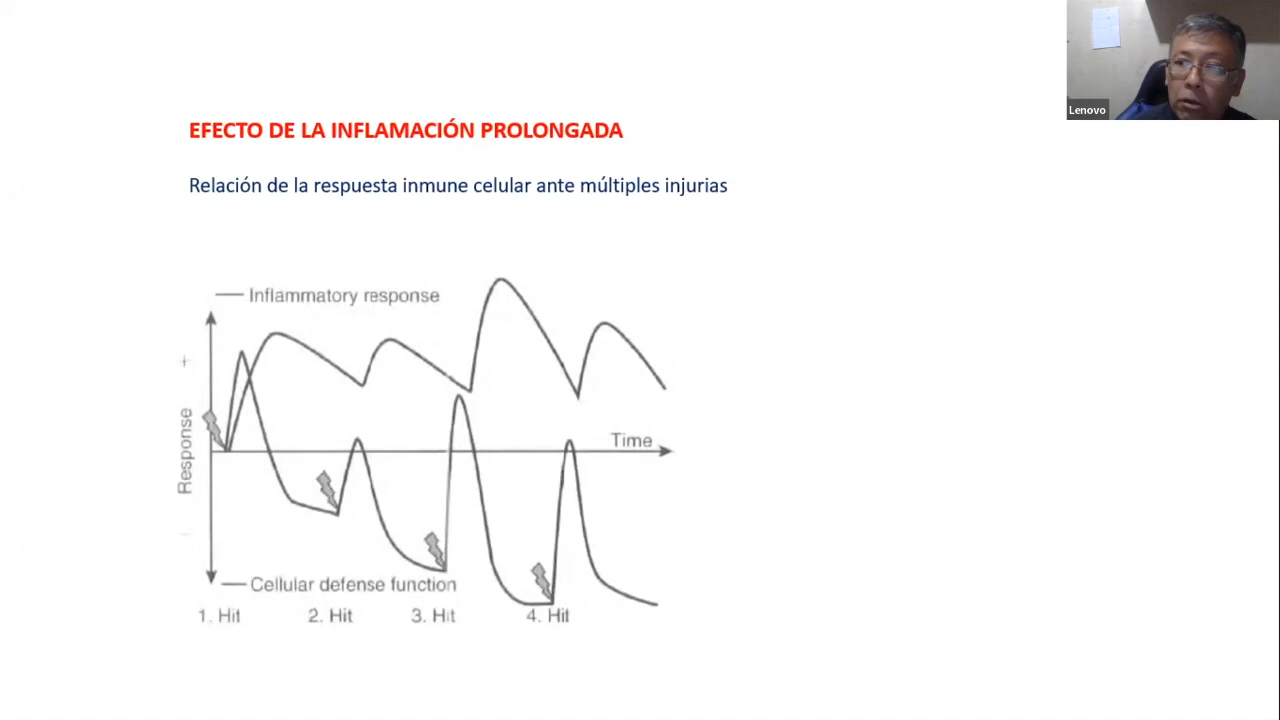 Lenovo
EFECTO DE LA INFLAMACIÓN PROLONGADA
Relación de la respuesta inmune celular ante múltiples injurias
Inflammatory response
+
Response
Time
–
Cellular defense function
1. Hit
2. Hit
3. Hit
4. Hit